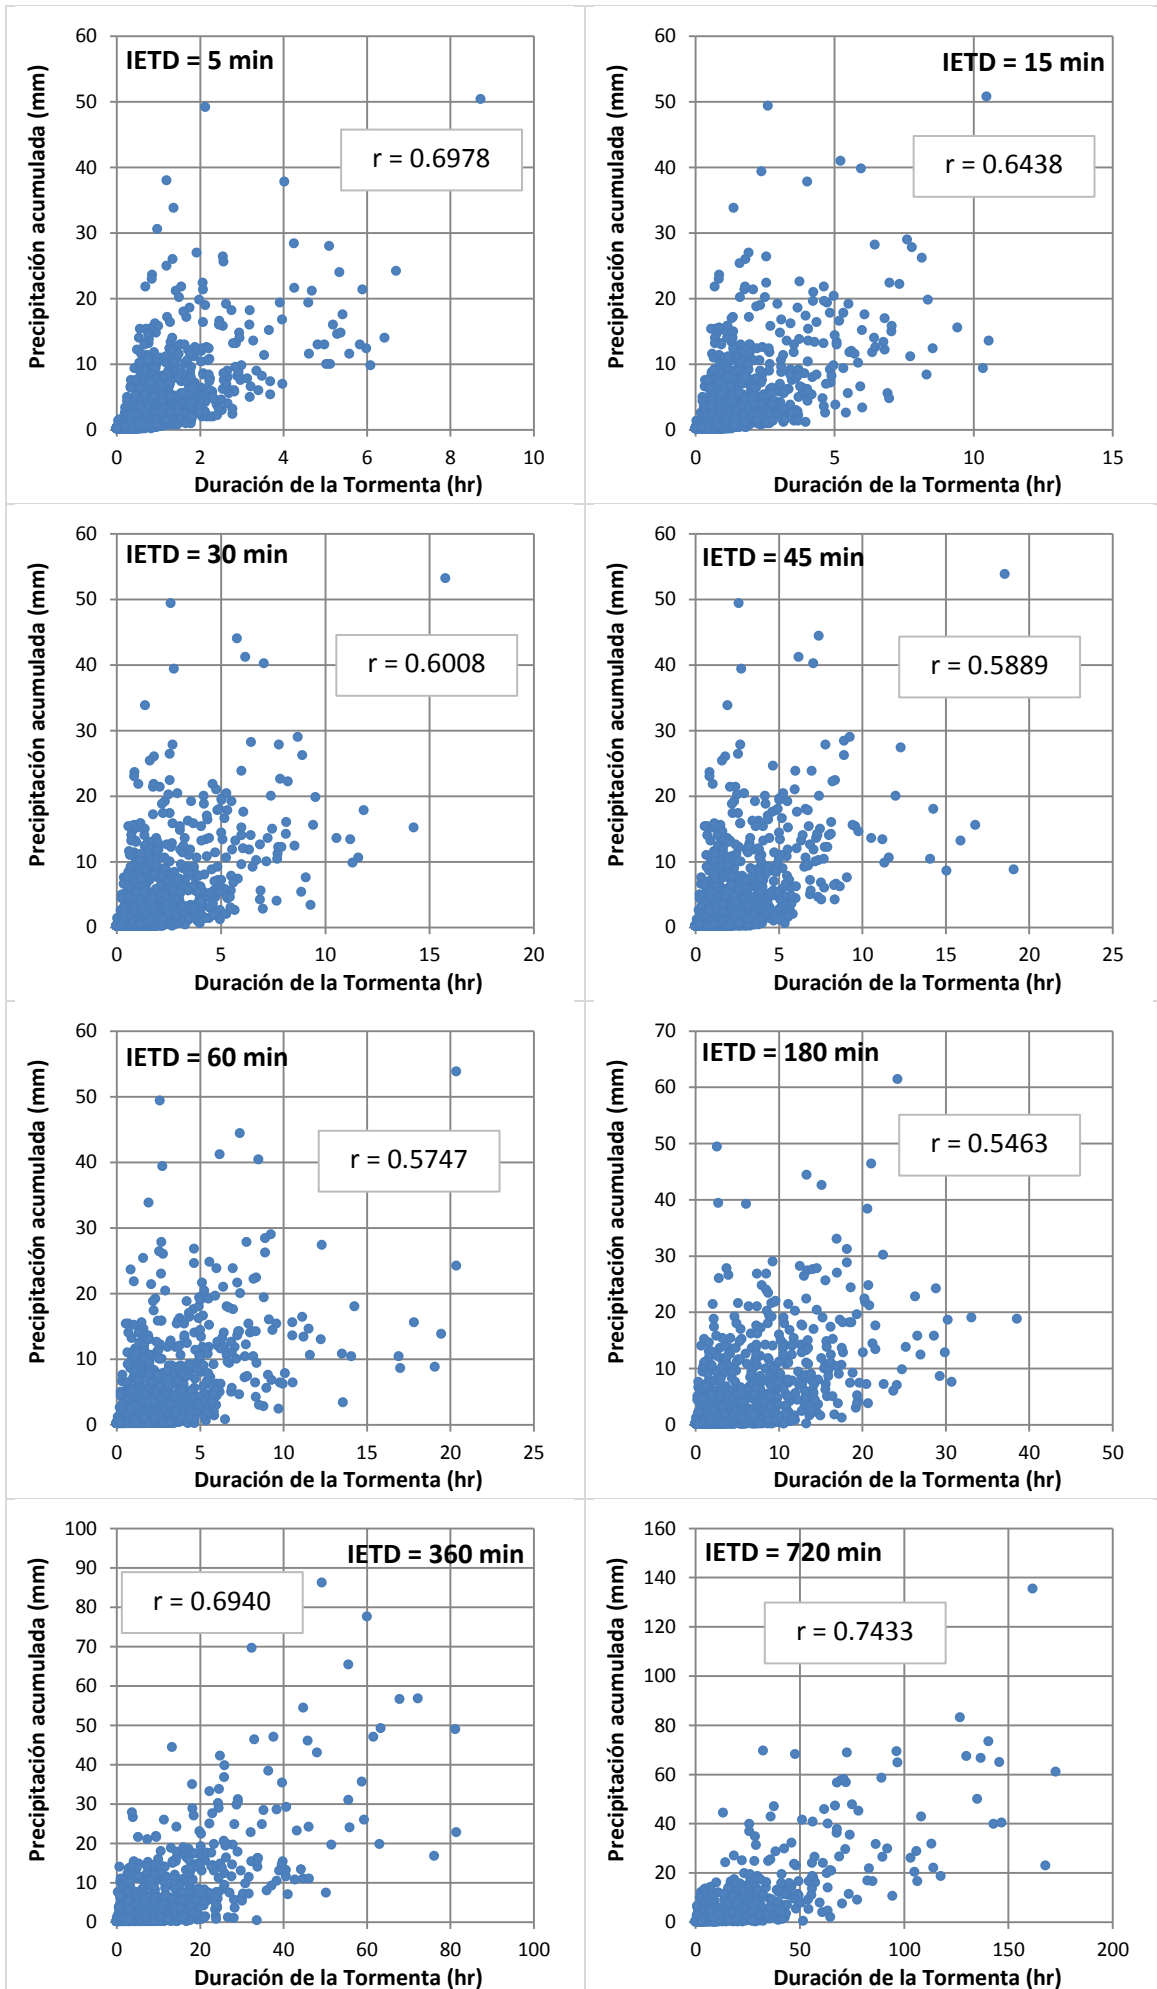 IETD = 5 min
r = 0.6978
Precipitación acumulada (mm)
60
50
40
30
20
10
0
0 2 4 6 8 10
Duración de la Tormenta (hr)
IETD = 15 min
r = 0.6438
Precipitación acumulada (mm)
60
50
40
30
20
10
0
0 5 10 15
Duración de la Tormenta (hr)
IETD = 30 min
r = 0.6008
Precipitación acumulada (mm)
60
50
40
30
20
10
0
0 5 10 15 20
Duración de la Tormenta (hr)
IETD = 45 min
r = 0.5889
Precipitación acumulada (mm)
60
50
40
30
20
10
0
0 5 10 15 20 25
Duración de la Tormenta (hr)
IETD = 60 min
r = 0.5747
Precipitación acumulada (mm)
60
50
40
30
20
10
0
0 5 10 15 20 25
Duración de la Tormenta (hr)
IETD = 180 min
r = 0.5463
Precipitación acumulada (mm)
70
60
50
40
30
20
10
0
0 10 20 30 40 50
Duración de la Tormenta (hr)
IETD = 360 min
r = 0.6940
Precipitación acumulada (mm)
100
90
80
70
60
50
40
30
20
10
0
0 20 40 60 80 100
Duración de la Tormenta (hr)
IETD = 720 min
r = 0.7433
Precipitación acumulada (mm)
160
140
120
100
80
60
40
20
0
0 50 100 150 200
Duración de la Tormenta (hr)